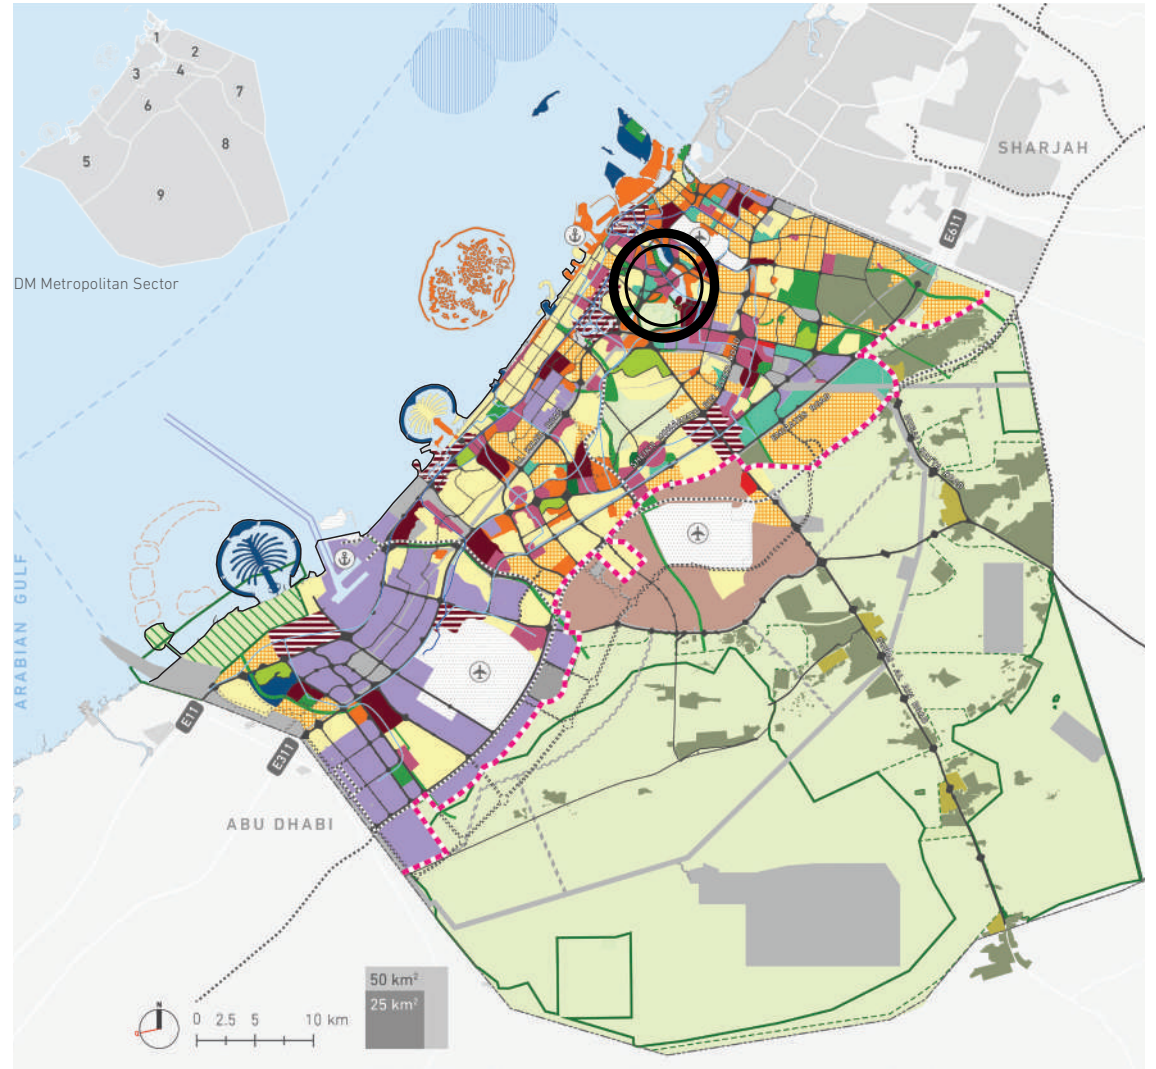 1
2
3
4
7
6
8
5
9
DM Metropolitan Sector
SHARJAH
E611
ARABIAN GULF
E11
E311
ABU DHABI
50 km²
25 km²
N
0 2.5 5 10 km